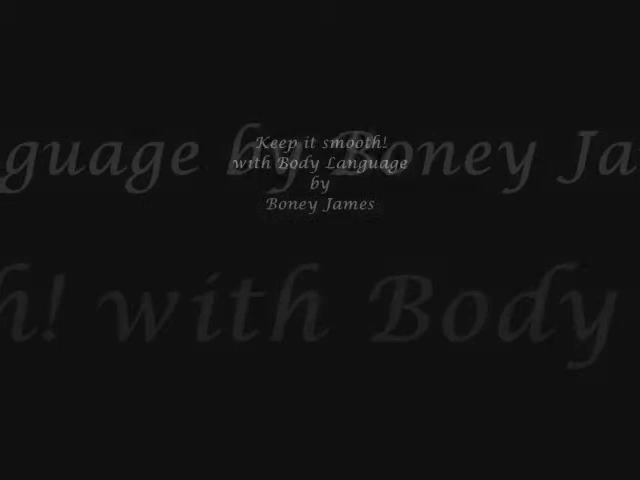 Keep it smooth!
with Body Language
by
Boney James
guage by Boney Ja
h! with Body